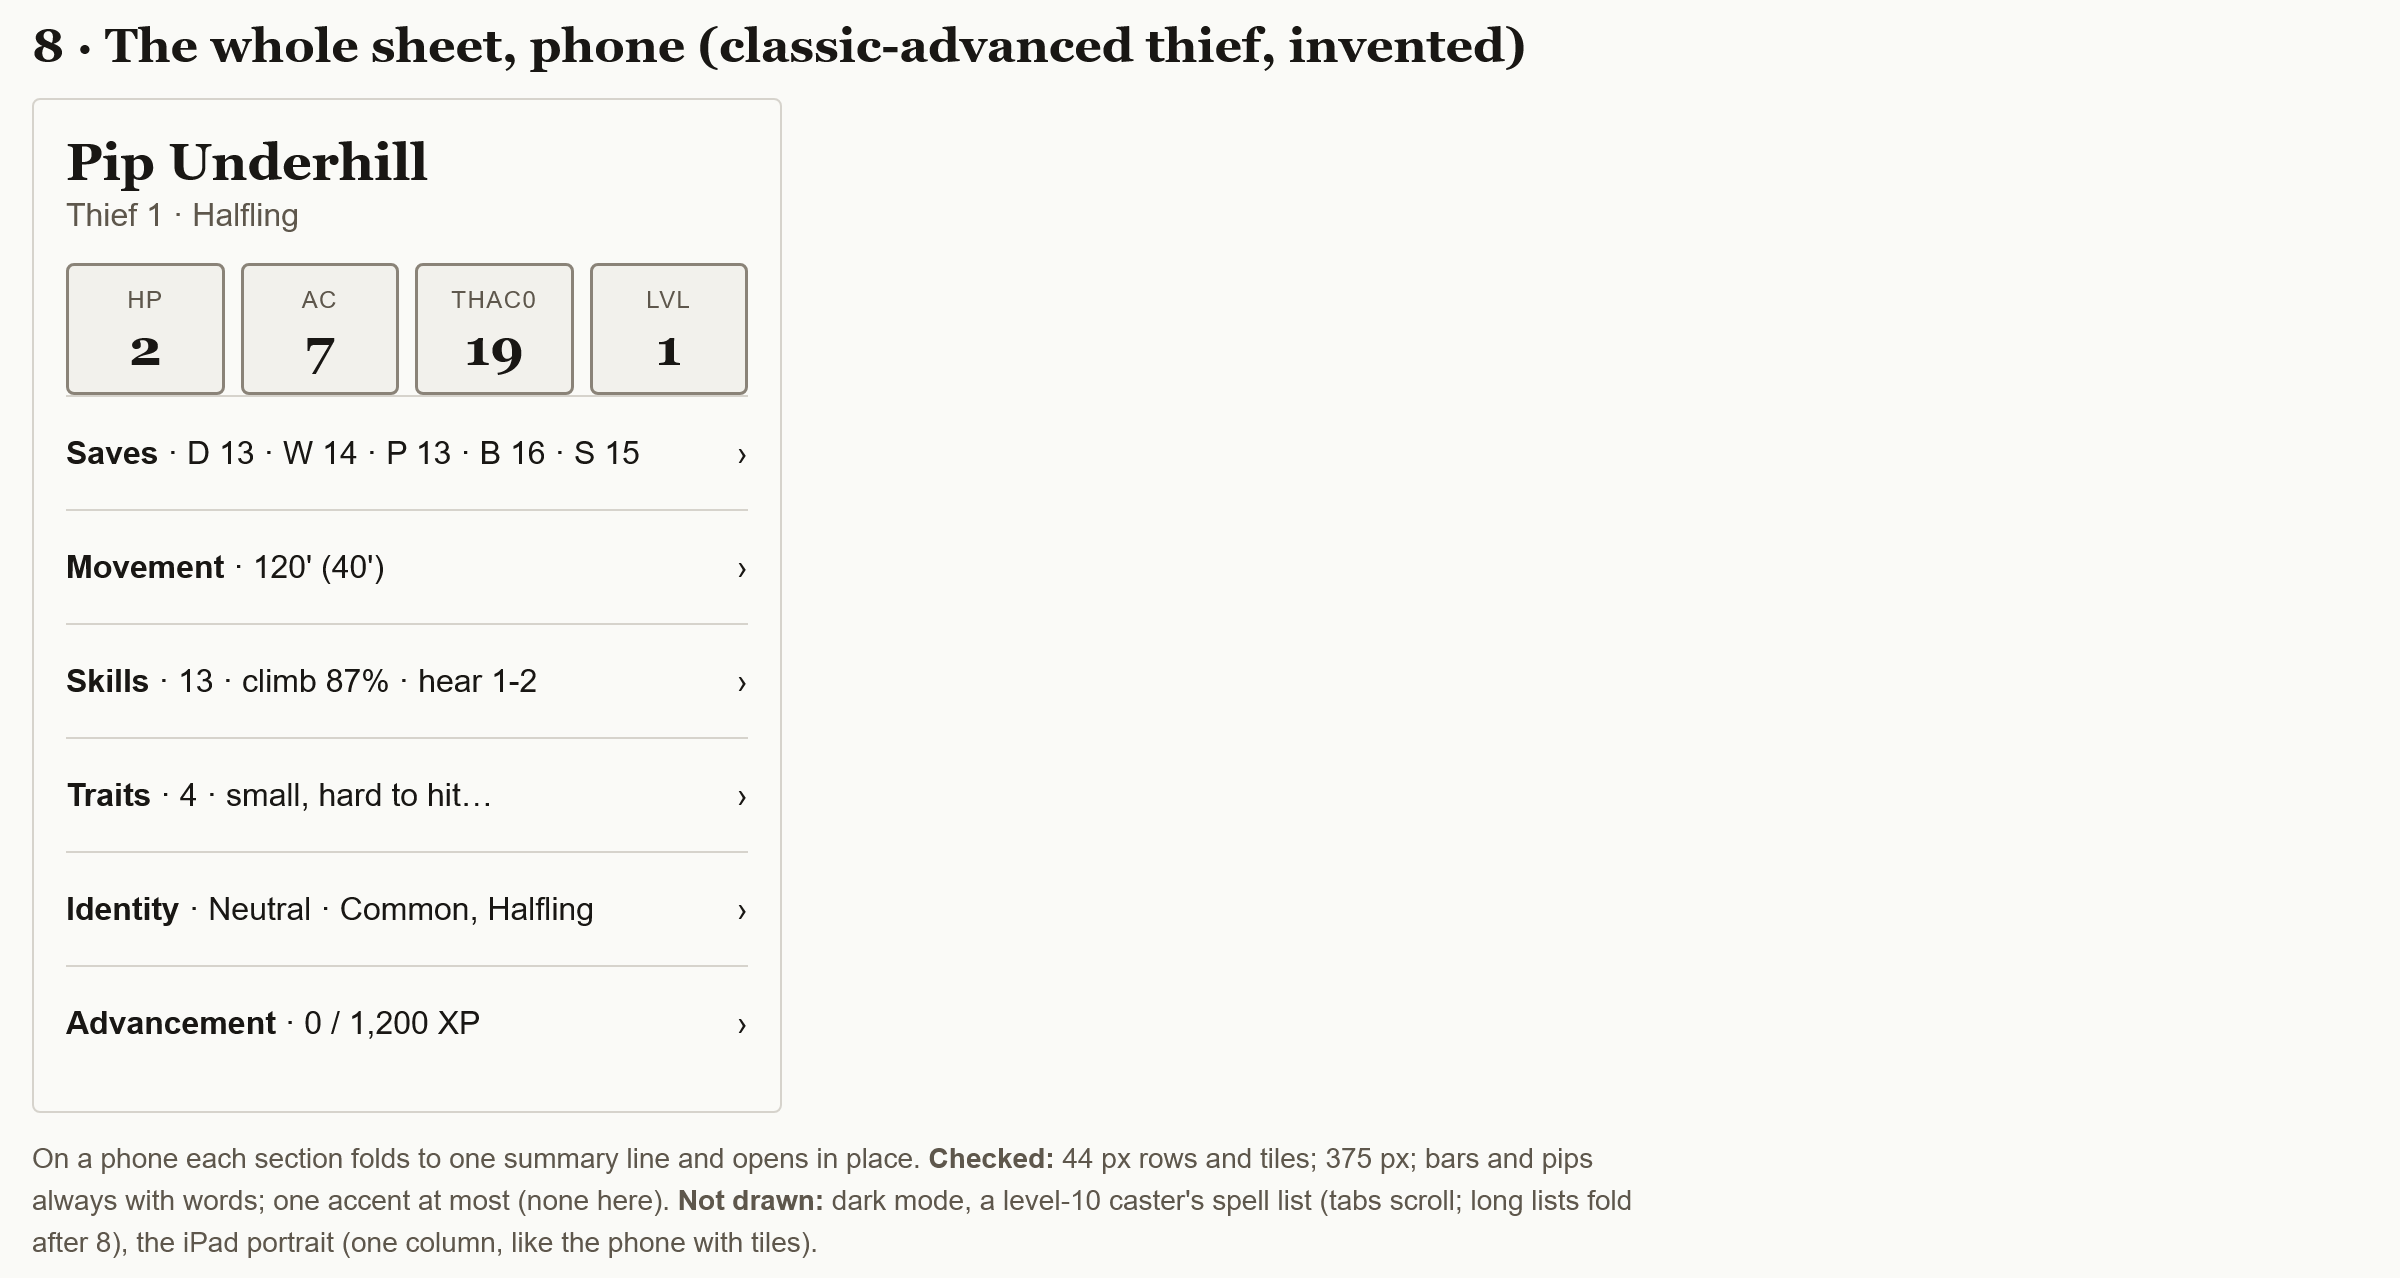 8 · The whole sheet, phone (classic-advanced thief, invented)
Pip Underhill
Thief 1 · Halfling
HP AC THAC0 LVL
2 7 19 1
Saves · D 13 · W 14 · P 13 · B 16 · S 15 ›
Movement · 120' (40') ›
Skills · 13 · climb 87% · hear 1-2 ›
Traits · 4 · small, hard to hit… ›
Identity · Neutral · Common, Halfling ›
Advancement · 0 / 1,200 XP ›
On a phone each section folds to one summary line and opens in place. Checked: 44 px rows and tiles; 375 px; bars and pips
always with words; one accent at most (none here). Not drawn: dark mode, a level-10 caster's spell list (tabs scroll; long lists fold
after 8), the iPad portrait (one column, like the phone with tiles).